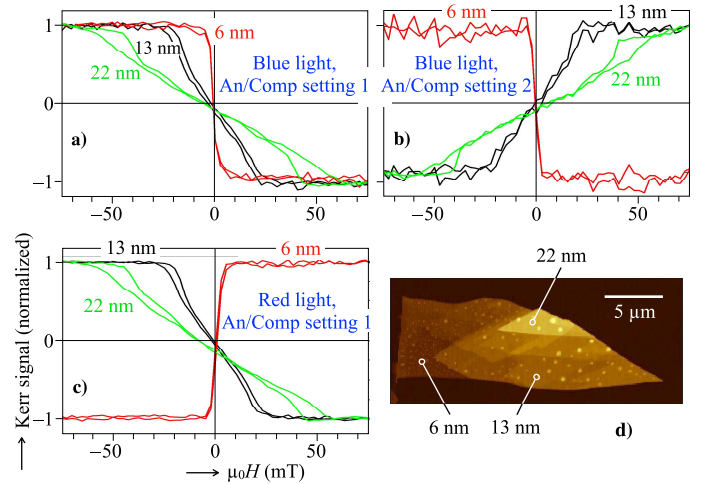 1
0
−1
6 nm
13 nm
22 nm
Blue light,
An/Comp setting 1
a)
−50
0
50
6 nm
13 nm
22 nm
Blue light,
An/Comp setting 2
b)
−50
0
50
Kerr signal (normalized)
1
0
−1
13 nm
6 nm
22 nm
Red light,
An/Comp setting 1
c)
−50
0
50
μ0H (mT)
22 nm
5 μm
6 nm
13 nm
d)